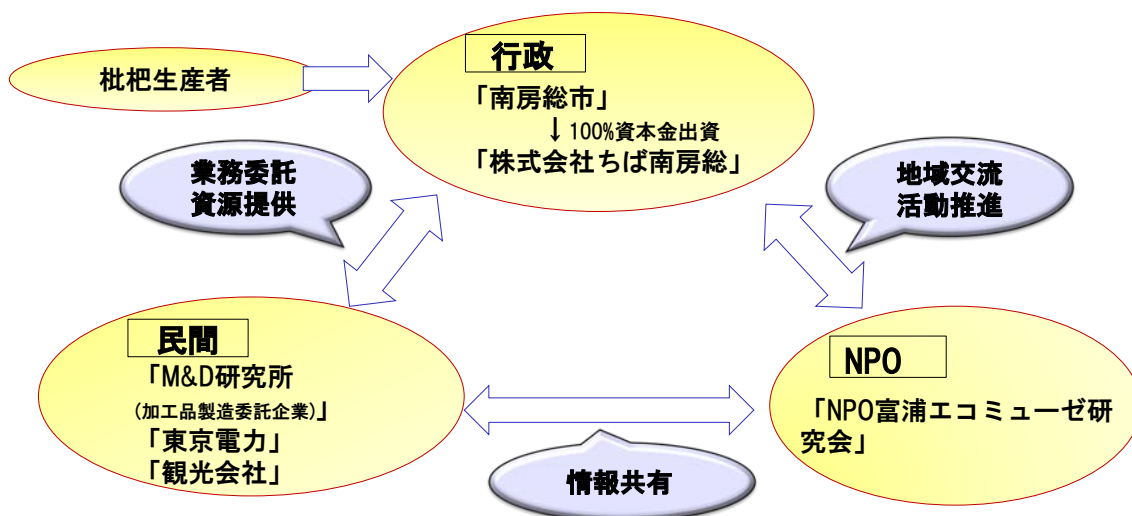 枇杷生産者
行政
「南房総市」
↓100%資本金出資
「株式会社ちば南房総」
業務委託
資源提供
地域交流
活動推進
民間
「M&D研究所
(加工品製造委託企業)」
「東京電力」
「観光会社」
NPO
「NPO富浦エコミューゼ研
究会」
情報共有